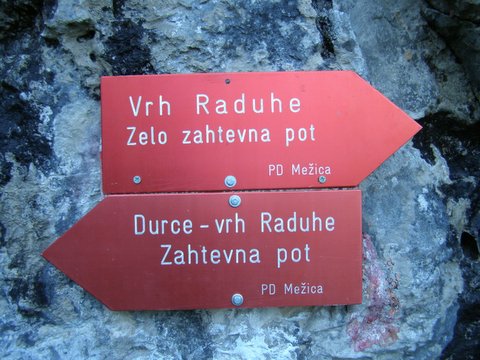 Vrh Raduhe
Zelo zahtevna pot
PD Mežica
Durce - vrh Raduhe
Zahtevna pot
PD Mežica